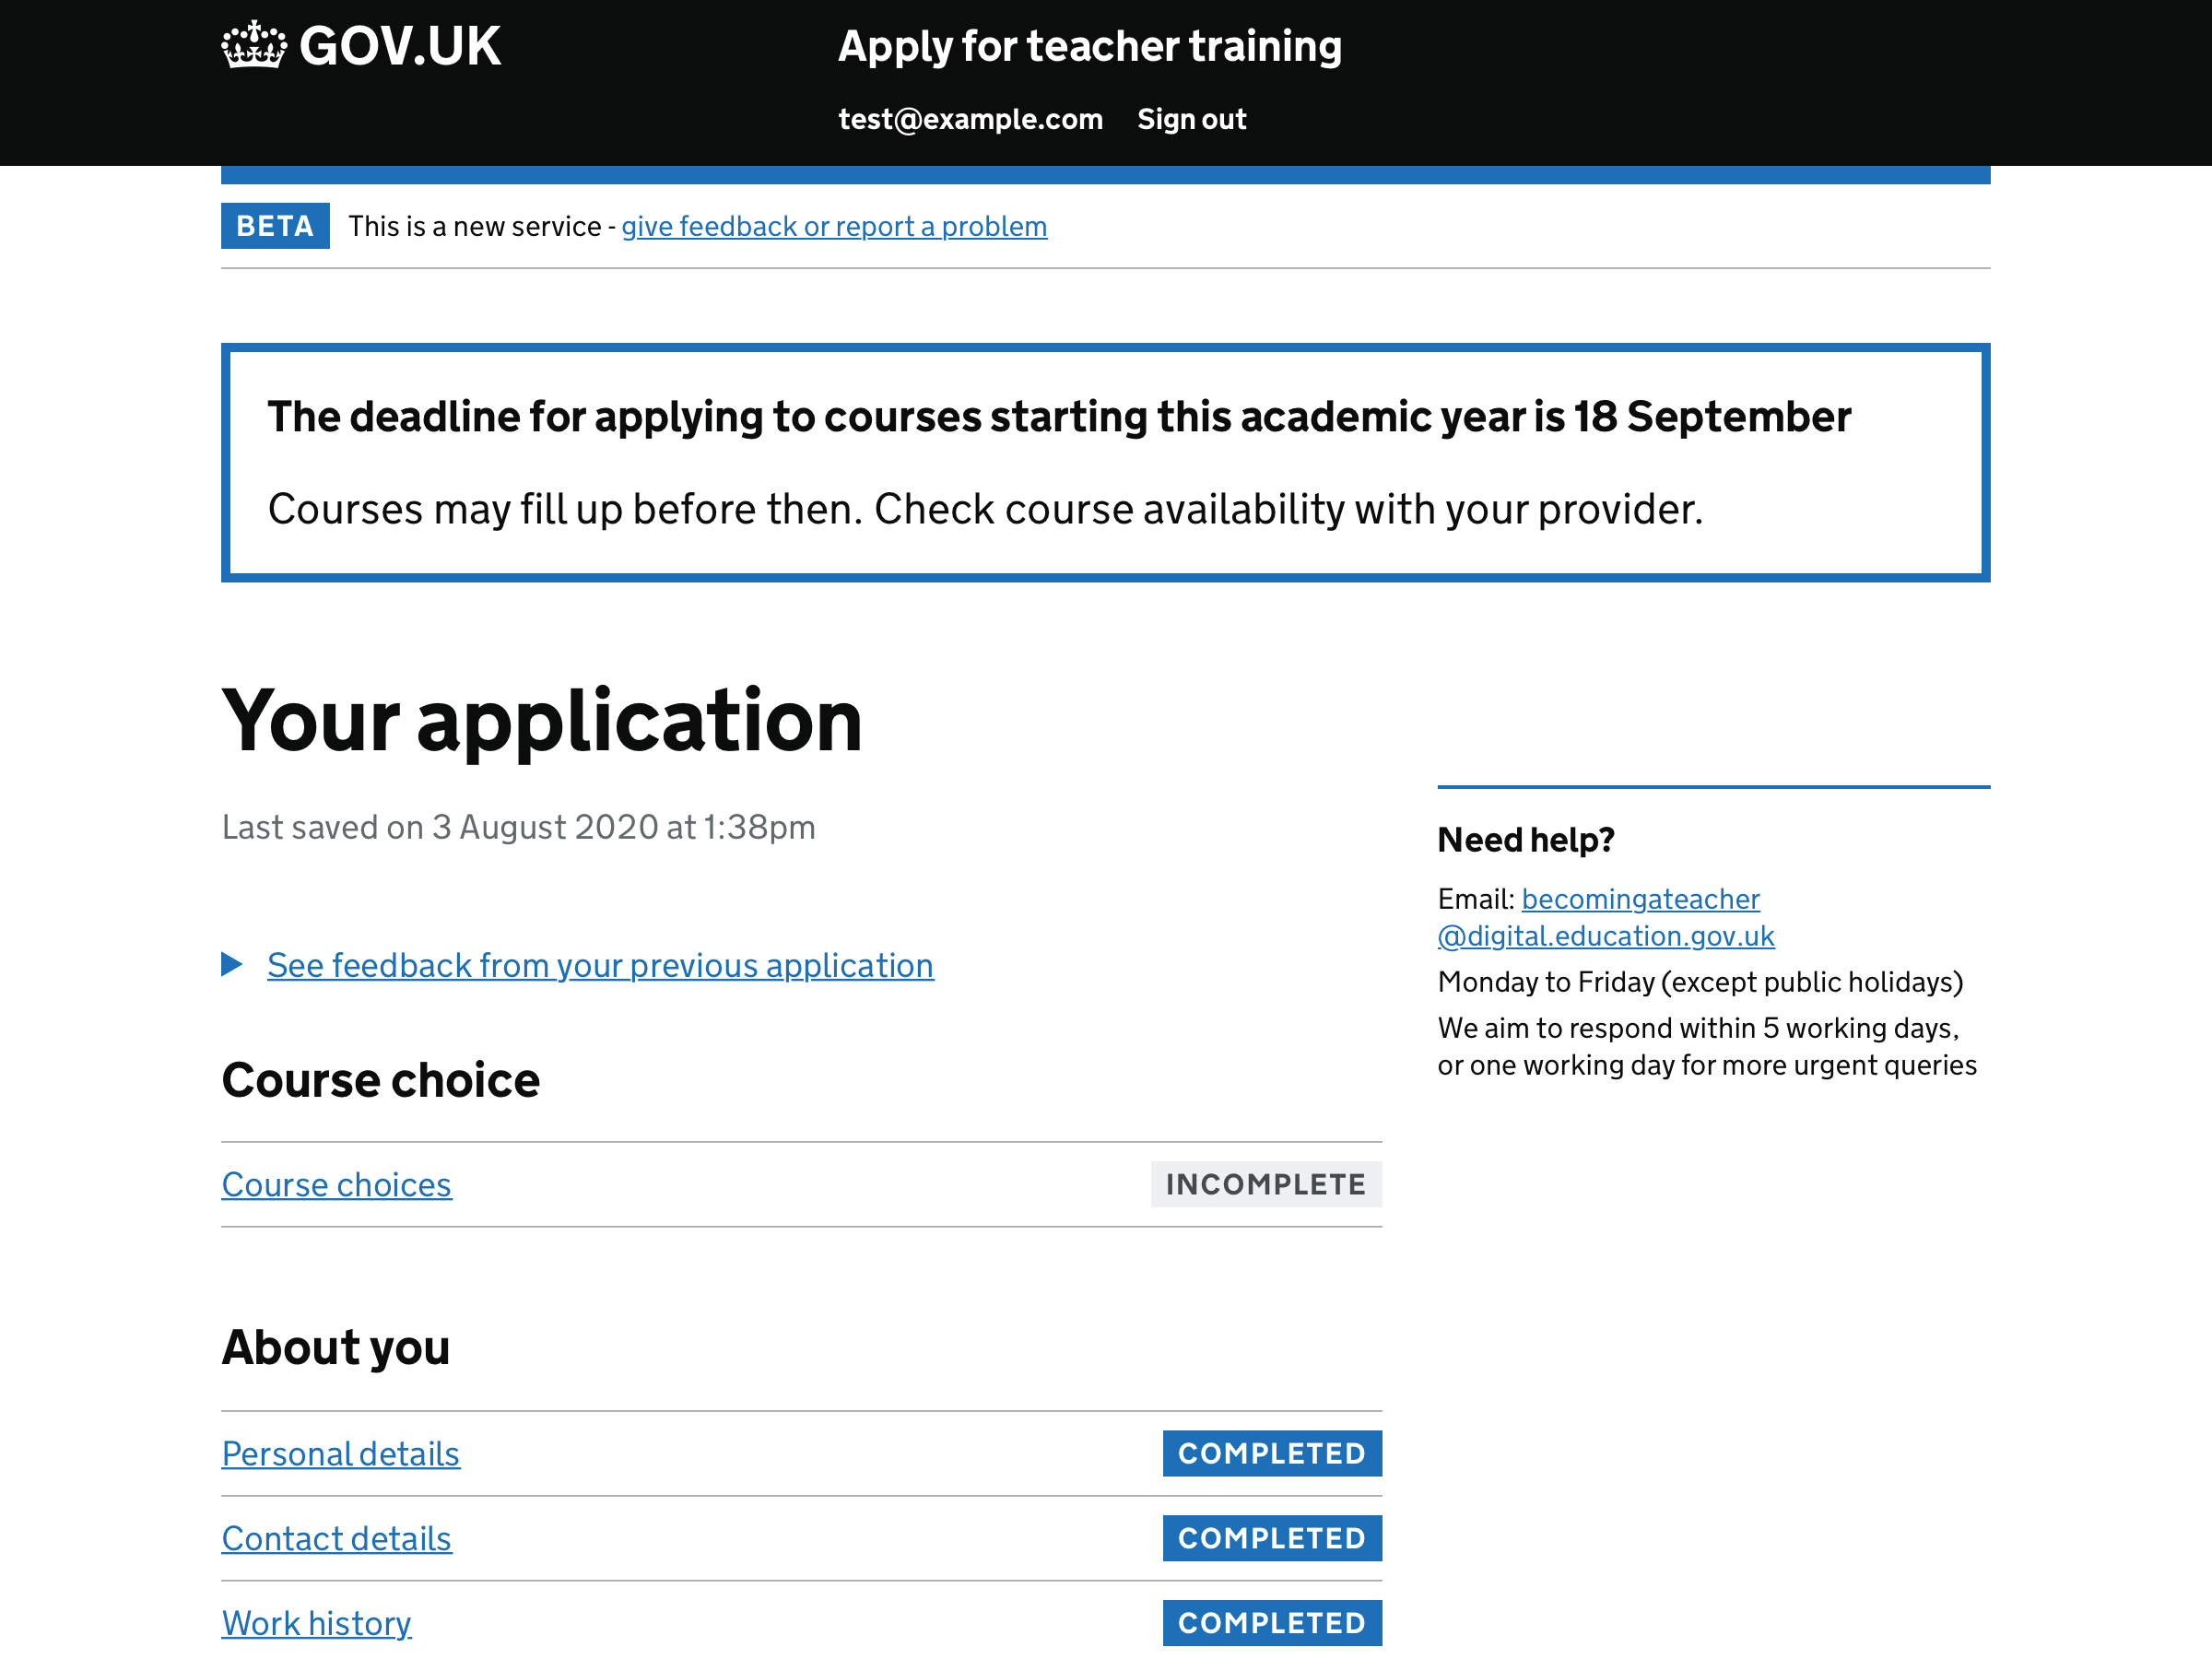 GOV.UK
Apply for teacher training
test@example.com Sign out
BETA This is a new service - give feedback or report a problem
The deadline for applying to courses starting this academic year is 18 September
Courses may fill up before then. Check course availability with your provider.
Your application
Last saved on 3 August 2020 at 1:38pm
See feedback from your previous application
Course choice
Course choices INCOMPLETE
About you
Personal details COMPLETED
Contact details COMPLETED
Work history COMPLETED
Need help?
Email: becomingateacher
@digital.education.gov.uk
Monday to Friday (except public holidays)
We aim to respond within 5 working days,
or one working day for more urgent queries